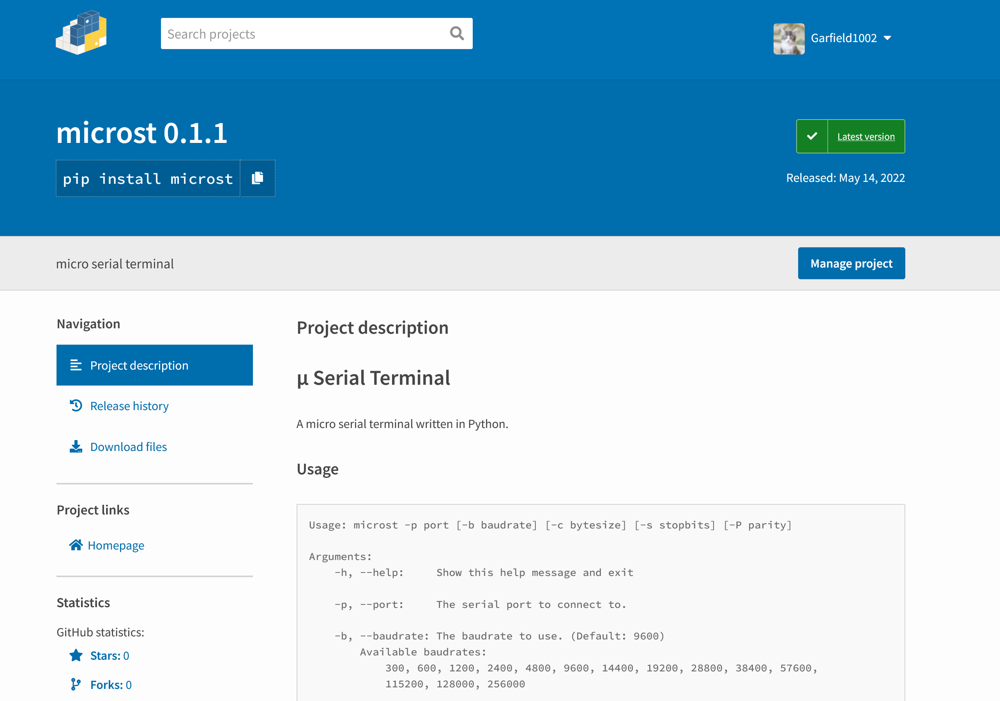 Search projects
Garfield1002
microst 0.1.1
Latest version
pip install microst
Released: May 14, 2022
micro serial terminal
Manage project
Navigation
Project description
Release history
Download files
Project links
Homepage
Statistics
GitHub statistics:
Stars: 0
Forks: 0
Project description
µ Serial Terminal
A micro serial terminal written in Python.
Usage
Usage: microst -p port [-b baudrate] [-c bytesize] [-s stopbits] [-P parity]
Arguments:
-h, --help: Show this help message and exit
-p, --port: The serial port to connect to.
-b, --baudrate: The baudrate to use. (Default: 9600)
Available baudrates:
300, 600, 1200, 2400, 4800, 9600, 14400, 19200, 28800, 38400, 57600,
115200, 128000, 256000